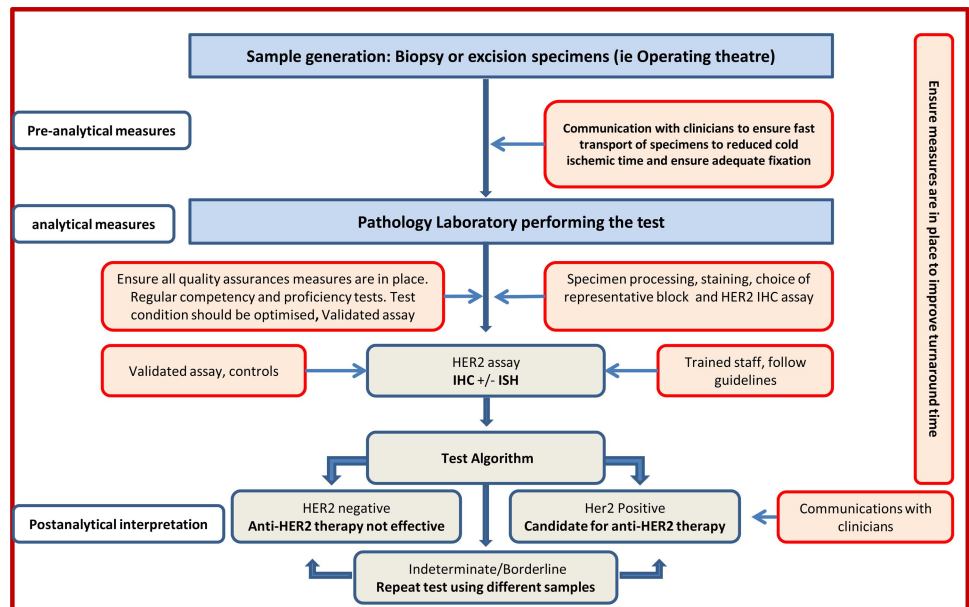 Sample generation: Biopsy or excision specimens (ie Operating theatre)
Pre-analytical measures
Communication with clinicians to ensure fast
transport of specimens to reduced cold
ischemic time and ensure adequate fixation
analytical measures
Pathology Laboratory performing the test
Ensure all quality assurances measures are in place.
Regular competency and proficiency tests. Test
condition should be optimised, Validated assay
Specimen processing, staining, choice of
representative block and HER2 IHC assay
Validated assay, controls
HER2 assay
IHC +/- ISH
Trained staff, follow
guidelines
Test Algorithm
Postanalytical interpretation
HER2 negative
Anti-HER2 therapy not effective
Her2 Positive
Candidate for anti-HER2 therapy
Communications with
clinicians
Indeterminate/Borderline
Repeat test using different samples
Ensure measures are in place to improve turnaround time